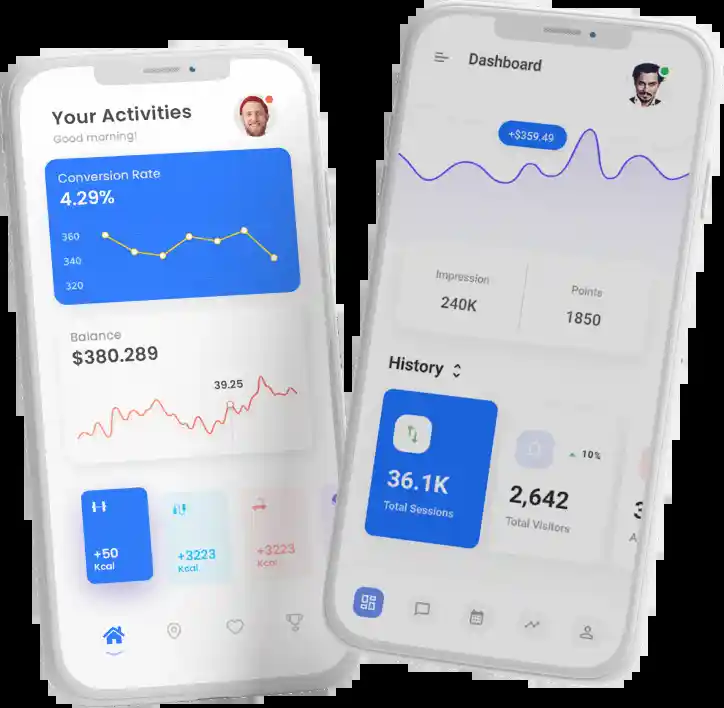 Your Activities
Good morning!
Conversion Rate
4.29%
360
340
320
Balance
$380.289
39.25
+50
Kcal
+3223
Kcal
+3223
Kcal
Dashboard
+$359.49
Impression
240K
Points
1850
History
36.1K
Total Sessions
10%
2,642
Total Visitors